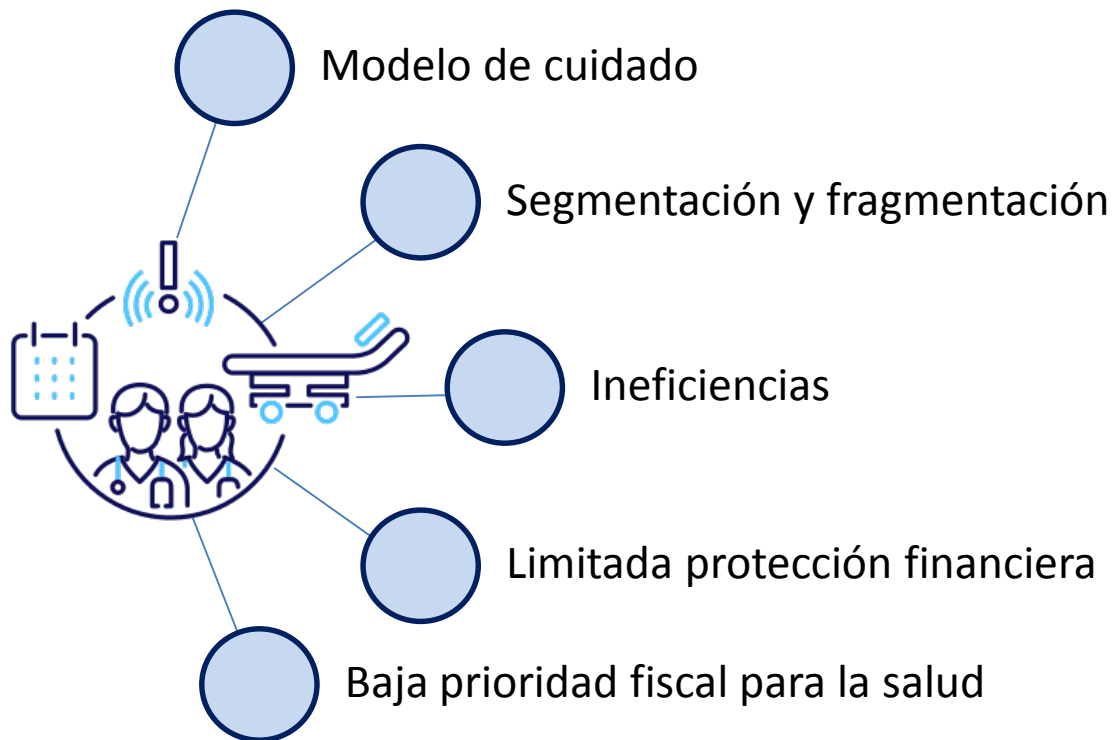 Modelo de cuidado
Segmentación y fragmentación
Ineficiencias
Limitada protección financiera
Baja prioridad fiscal para la salud